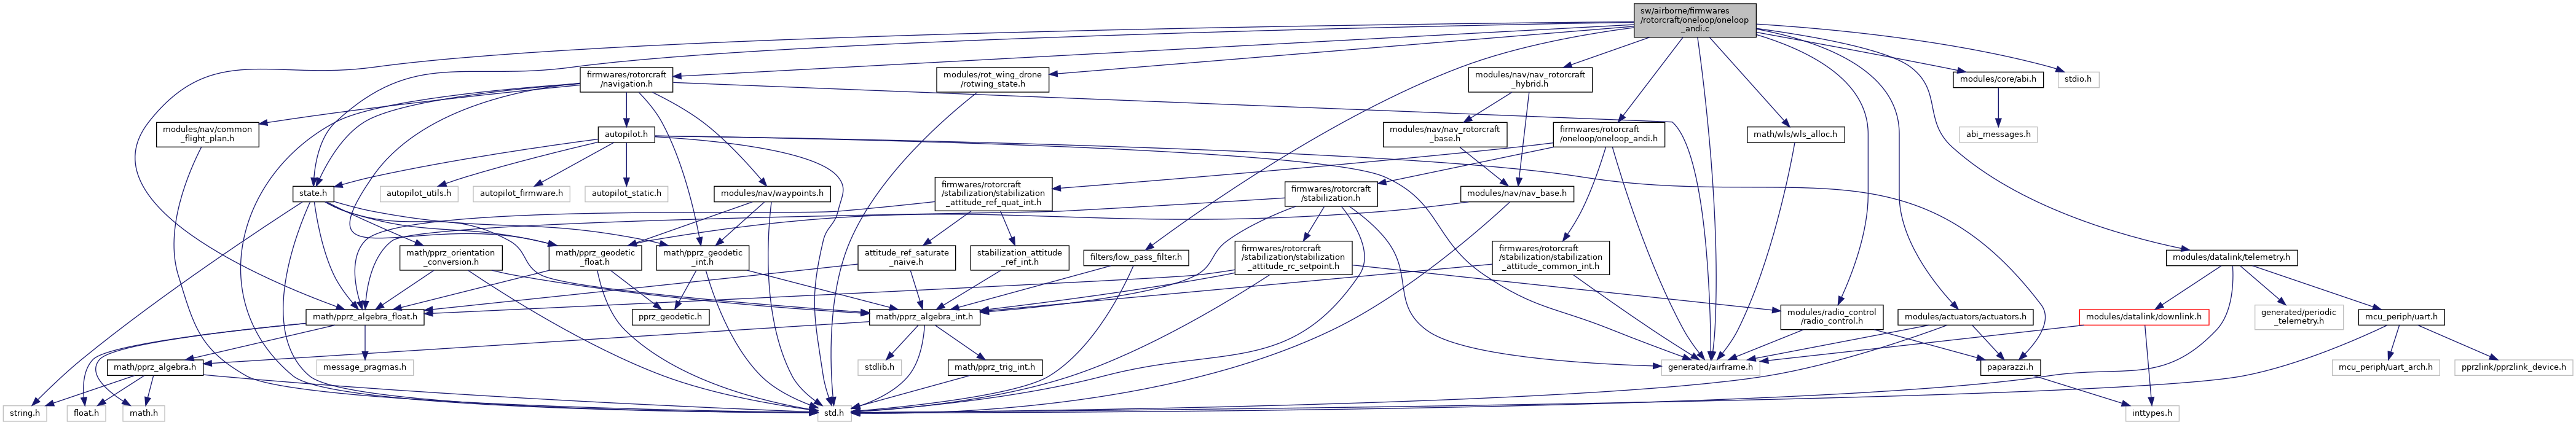 sw/airborne/firmwares
/rotorcraft/oneloop/oneloop
_andi.c
firmwares/rotorcraft
/navigation.h
modules/rot_wing_drone
/rotwing_state.h
modules/nav/nav_rotorcraft
_hybrid.h
modules/core/abi.h
stdio.h
modules/nav/common
_flight_plan.h
autopilot.h
modules/nav/nav_rotorcraft
_base.h
firmwares/rotorcraft
/oneloop/oneloop_andi.h
math/wls/wls_alloc.h
abi_messages.h
state.h
autopilot_utils.h
autopilot_firmware.h
autopilot_static.h
modules/nav/waypoints.h
firmwares/rotorcraft
/stabilization/stabilization
_attitude_ref_quat_int.h
firmwares/rotorcraft
/stabilization.h
modules/nav/nav_base.h
math/pprz_orientation
_conversion.h
math/pprz_geodetic
_float.h
math/pprz_geodetic
_int.h
attitude_ref_saturate
_naive.h
stabilization_attitude
_ref_int.h
filters/low_pass_filter.h
firmwares/rotorcraft
/stabilization/stabilization
_attitude_rc_setpoint.h
firmwares/rotorcraft
/stabilization/stabilization
_attitude_common_int.h
modules/datalink/telemetry.h
math/pprz_algebra_float.h
pprz_geodetic.h
math/pprz_algebra_int.h
modules/radio_control
/radio_control.h
modules/actuators/actuators.h
modules/datalink/downlink.h
generated/periodic
_telemetry.h
mcu_periph/uart.h
math/pprz_algebra.h
message_pragmas.h
stdlib.h
math/pprz_trig_int.h
generated/airframe.h
paparazzi.h
mcu_periph/uart_arch.h
pprzlink/pprzlink_device.h
string.h
float.h
math.h
std.h
inttypes.h